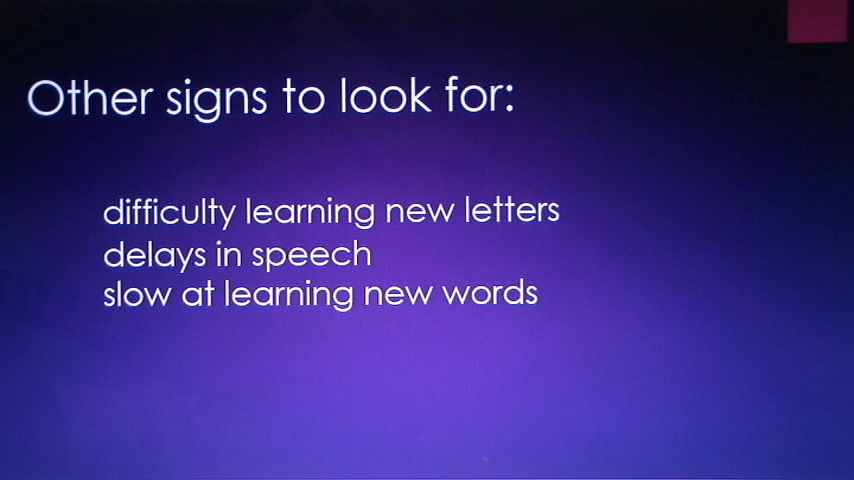 Other signs to look for:
difficulty learning new letters
delays in speech
slow at learning new words